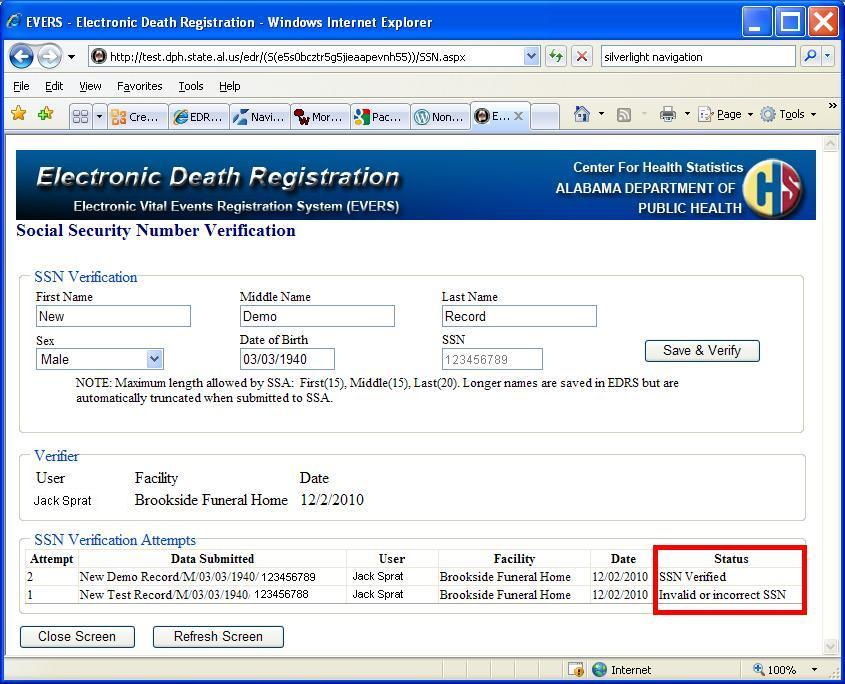 EVERS - Electronic Death Registration - Windows Internet Explorer
http://test.dph.state.al.us/edr/(S(e5s0bcztr5g5jieaapevnh55))/SSN.aspx silverlight navigation
File Edit View Favorites Tools Help
Cre... EDR... Navi... Mor... Pac... Non... E... X Page Tools »
Electronic Death Registration
Electronic Vital Events Registration System (EVERS)
Center For Health Statistics
ALABAMA DEPARTMENT OF
PUBLIC HEALTH
CHS
Social Security Number Verification
SSN Verification
First Name Middle Name Last Name
New Demo Record
Sex Date of Birth SSN
Male 03/03/1940 123456789 Save & Verify
NOTE: Maximum length allowed by SSA: First(15), Middle(15), Last(20). Longer names are saved in EDRS but are
automatically truncated when submitted to SSA.
Verifier
User Facility Date
Jack Sprat Brookside Funeral Home 12/2/2010
SSN Verification Attempts
Attempt Data Submitted User Facility Date Status
2 New Demo Record/M/03/03/1940/ 123456789 Jack Sprat Brookside Funeral Home 12/02/2010 SSN Verified
1 New Test Record/M/03/03/1940/ 123456788 Jack Sprat Brookside Funeral Home 12/02/2010 Invalid or incorrect SSN
Close Screen Refresh Screen
Internet 100%